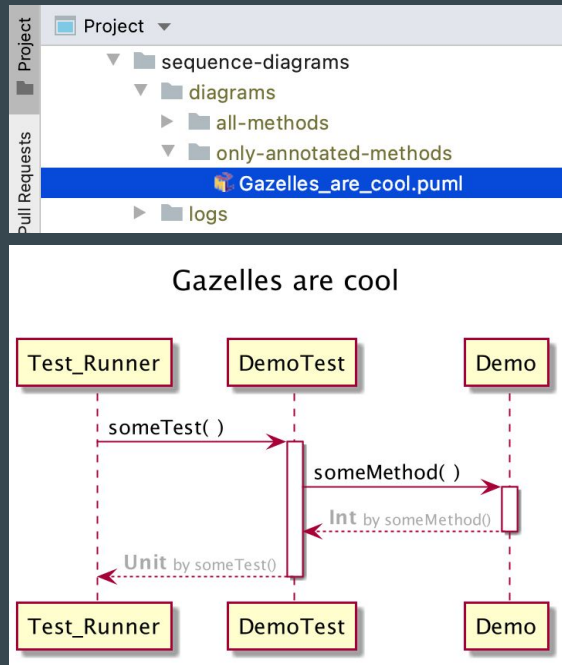 Project
Pull Requests
Project
sequence-diagrams
diagrams
all-methods
only-annotated-methods
Gazelles_are_cool.puml
logs
Gazelles are cool
Test_Runner DemoTest Demo
someTest( )
someMethod( )
Int by someMethod()
Unit by someTest()
Test_Runner DemoTest Demo